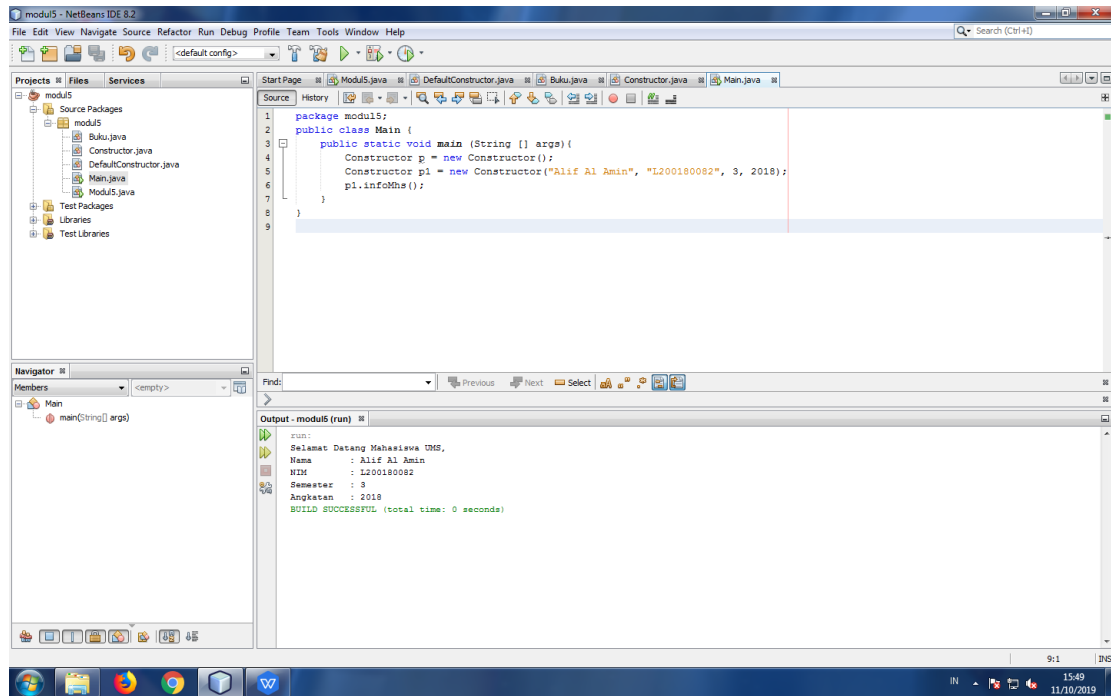 modul5 - NetBeans IDE 8.2
File Edit View Navigate Source Refactor Run Debug Profile Team Tools Window Help
Search (Ctrl+I)
<default config>
Projects Files Services
Start Page Modul5.java DefaultConstructor.java Buku.java Constructor.java Main.java
modul5
Source Packages
modul5
Buku.java
Constructor.java
DefaultConstructor.java
Main.java
Modul5.java
Test Packages
Libraries
Test Libraries
Source History
1 package modul5;
2 public class Main {
3 public static void main (String [] args){
4 Constructor p = new Constructor();
5 Constructor p1 = new Constructor("Alif Al Amin", "L200180082", 3, 2018);
6 p1.infoMhs();
7 }
8 }
9
Navigator
Members <empty>
Main
main(String[] args)
Find: Previous Next Select
Output - modul5 (run)
run:
Selamat Datang Mahasiswa UMS,
Nama : Alif Al Amin
NIM : L200180082
Semester : 3
Angkatan : 2018
BUILD SUCCESSFUL (total time: 0 seconds)
9:1 INS
IN 15:49
11/10/2019